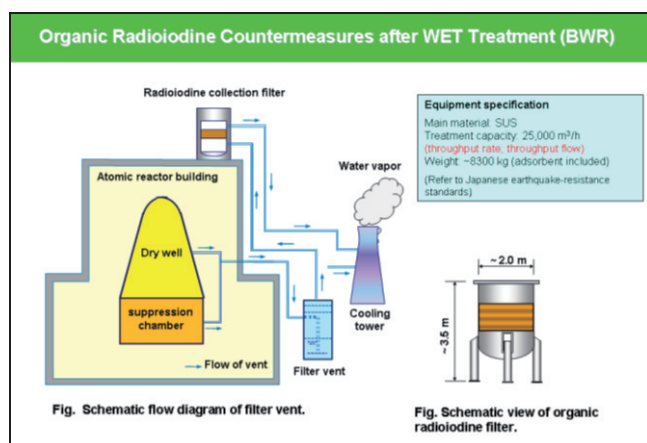 Organic Radioiodine Countermeasures after WET Treatment (BWR)
Radioiodine collection filter
Atomic reactor building
Dry well
suppression
chamber
Flow of vent
Filter vent
Water vapor
Cooling
tower
Fig. Schematic flow diagram of filter vent.
Equipment specification
Main material: SUS
Treatment capacity: 25,000 m³/h
(throughput rate, throughput flow)
Weight: ~8300 kg (adsorbent included)
(Refer to Japanese earthquake-resistance
standards)
~ 2.0 m
~ 3.5 m
Fig. Schematic view of organic
radioiodine filter.